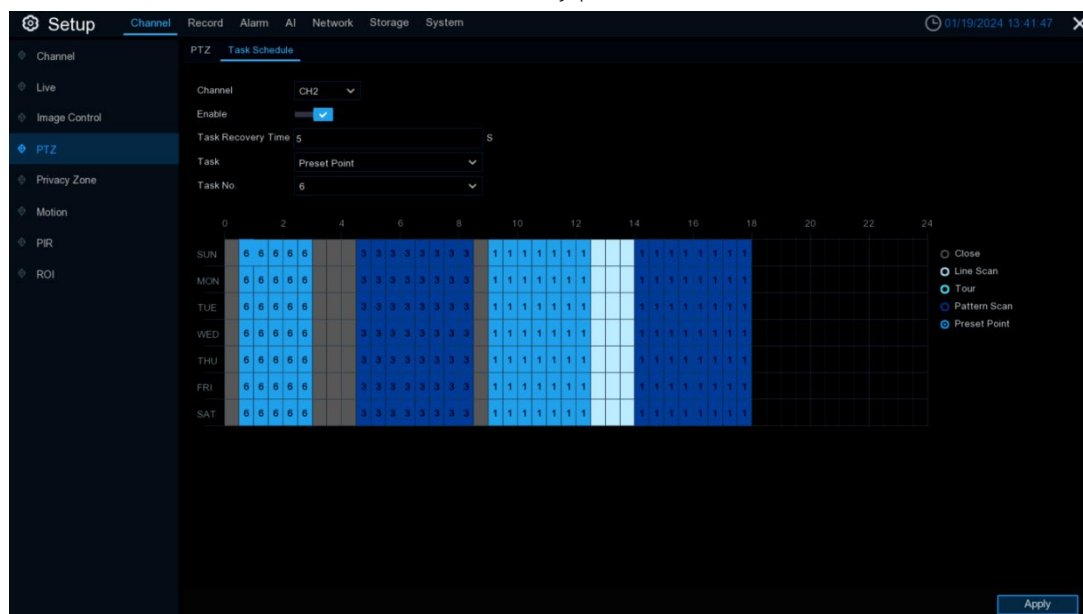 Setup Channel Record Alarm AI Network Storage System 01/19/2024 13:41:47
PTZ Task Schedule
Channel
Live
Image Control
PTZ
Privacy Zone
Motion
PIR
ROI
Channel CH2
Enable
Task Recovery Time 5 S
Task Preset Point
Task No. 6
0 2 4 6 8 10 12 14 16 18 20 22 24
SUN 6 6 6 6 6 3 3 3 3 3 3 3 3 1 1 1 1 1 1 1 1 1 1 1 1 1 1 1
MON 6 6 6 6 6 3 3 3 3 3 3 3 3 1 1 1 1 1 1 1 1 1 1 1 1 1 1 1
TUE 6 6 6 6 6 3 3 3 3 3 3 3 3 1 1 1 1 1 1 1 1 1 1 1 1 1 1 1
WED 6 6 6 6 6 3 3 3 3 3 3 3 3 1 1 1 1 1 1 1 1 1 1 1 1 1 1 1
THU 6 6 6 6 6 3 3 3 3 3 3 3 3 1 1 1 1 1 1 1 1 1 1 1 1 1 1 1
FRI 6 6 6 6 6 3 3 3 3 3 3 3 3 1 1 1 1 1 1 1 1 1 1 1 1 1 1 1
SAT 6 6 6 6 6 3 3 3 3 3 3 3 3 1 1 1 1 1 1 1 1 1 1 1 1 1 1 1
Close
Line Scan
Tour
Pattern Scan
Preset Point
Apply